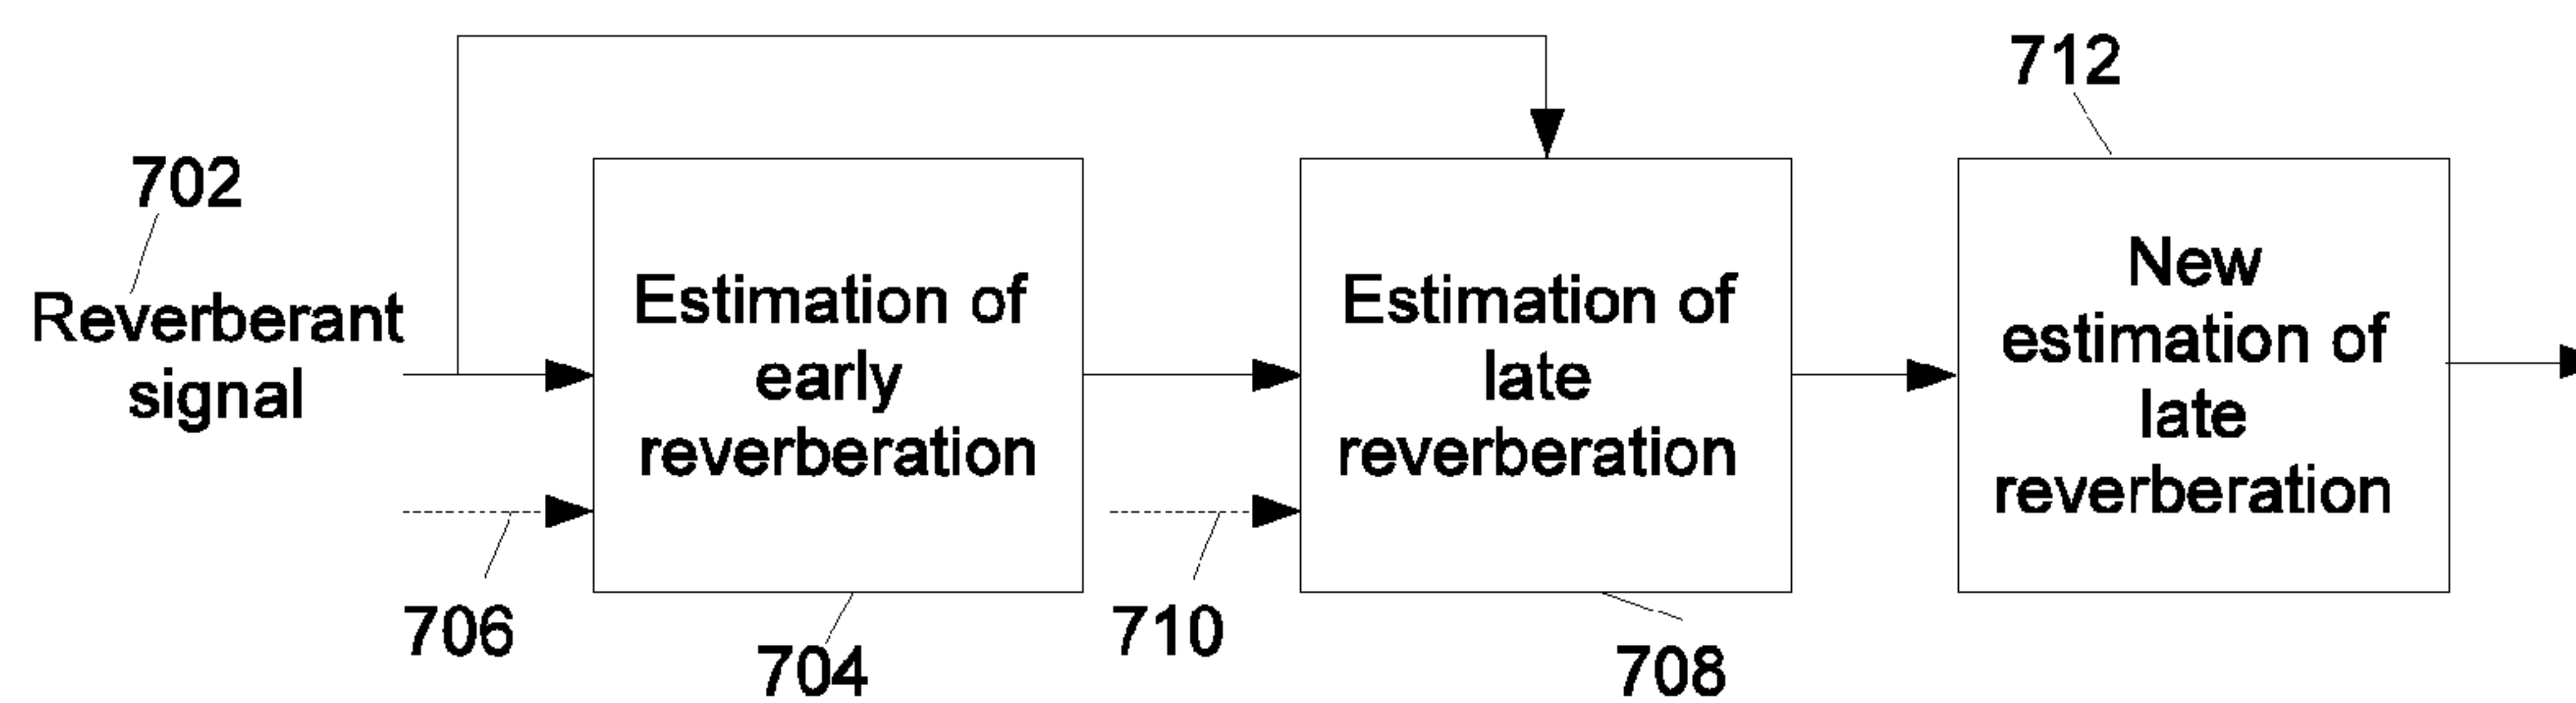 702
Reverberant
signal
706
Estimation of
early
reverberation
704
710
Estimation of
late
reverberation
708
712
New
estimation of
late
reverberation